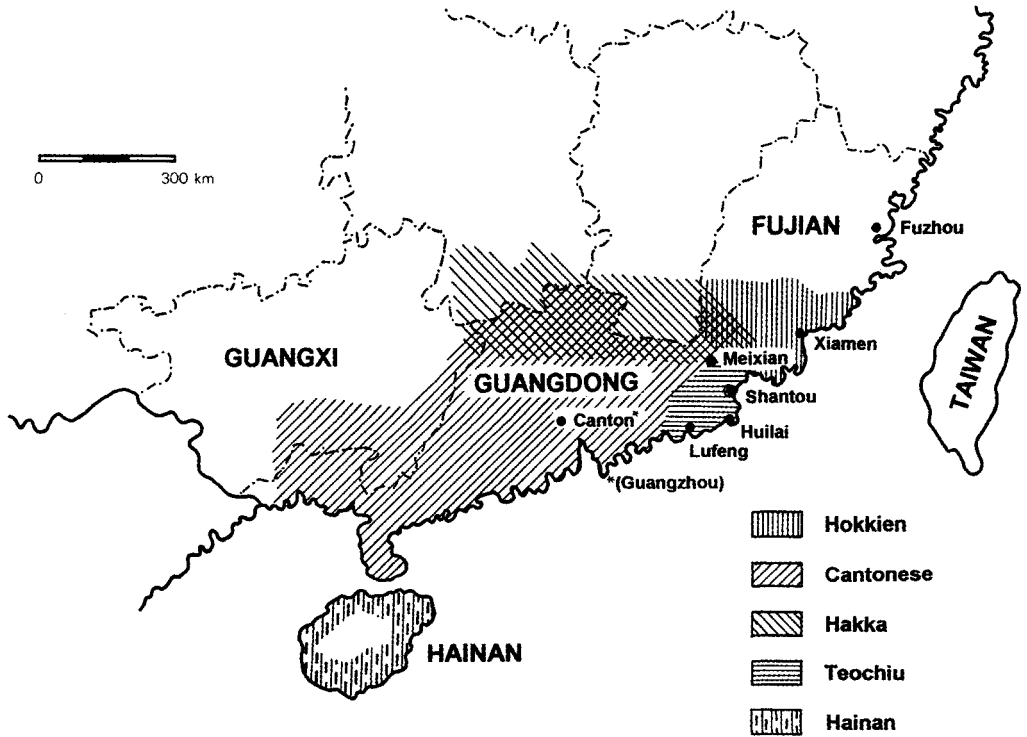 0
300 km
FUJIAN
Fuzhou
Xiamen
TAIWAN
GUANGXI
Meixian
GUANGDONG
Shantou
Canton*
Huilai
Lufeng
*(Guangzhou)
HAINAN
Hokkien
Cantonese
Hakka
Teochiu
Hainan